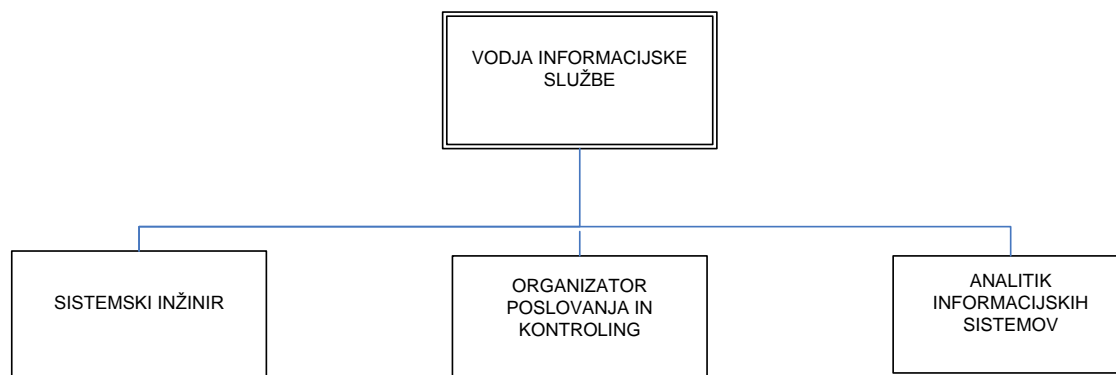 VODJA INFORMACIJSKE
SLUŽBE
SISTEMSKI INŽINIR
ORGANIZATOR
POSLOVANJA IN
KONTROLING
ANALITIK
INFORMACIJSKIH
SISTEMOV